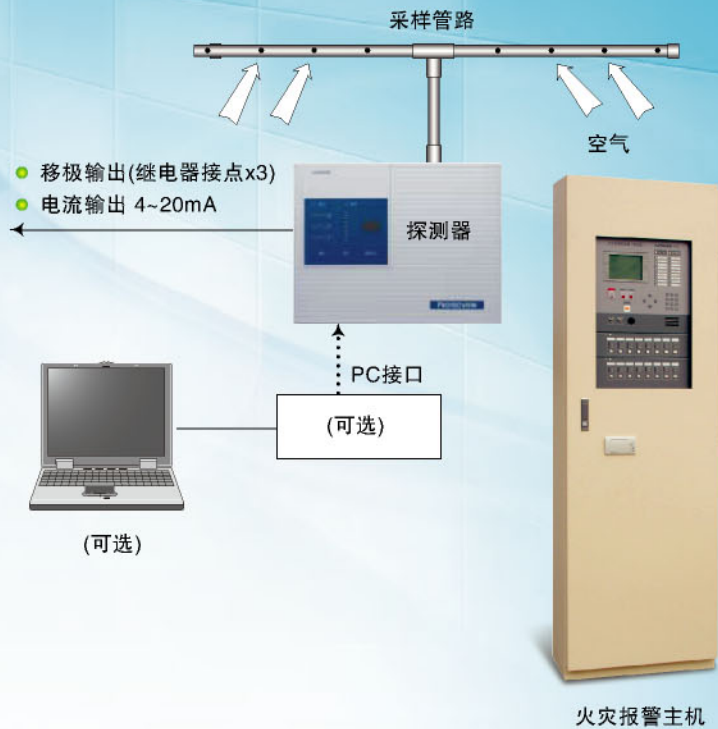 采样管路
空气
移极输出(继电器接点x3)
电流输出 4~20mA
探测器
PC接口
(可选)
(可选)
火灾报警主机